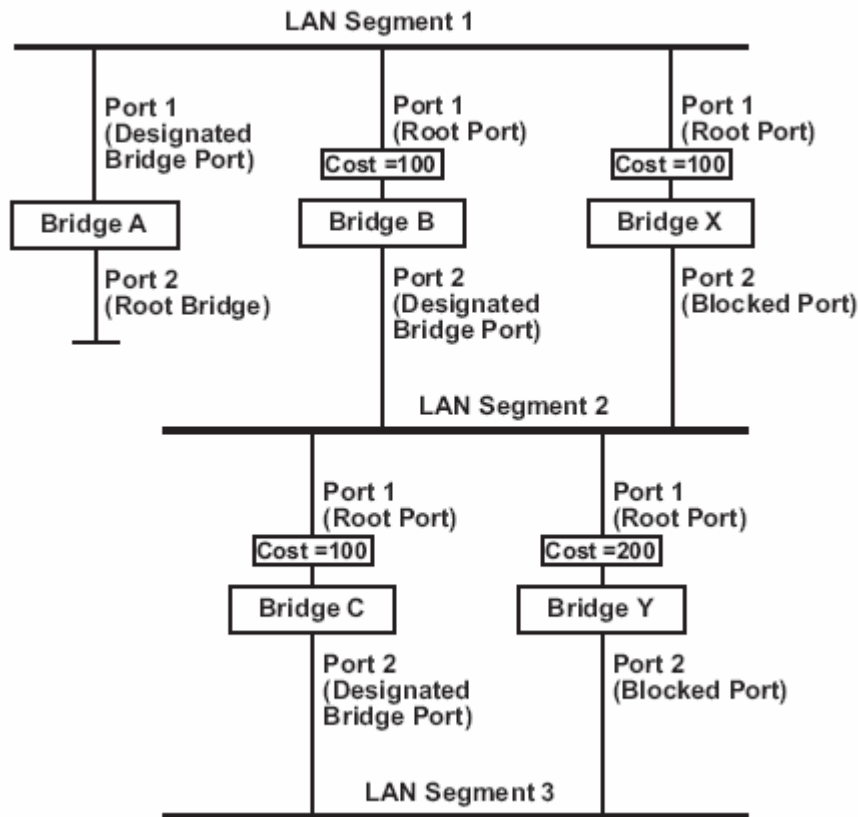 LAN Segment 1
Port 1
(Designated
Bridge Port)
Port 1
(Root Port)
Port 1
(Root Port)
Cost =100
Cost =100
Bridge A
Bridge B
Bridge X
Port 2
(Root Bridge)
Port 2
(Designated
Bridge Port)
Port 2
(Blocked Port)
LAN Segment 2
Port 1
(Root Port)
Port 1
(Root Port)
Cost =100
Cost =200
Bridge C
Bridge Y
Port 2
(Designated
Bridge Port)
Port 2
(Blocked Port)
LAN Segment 3